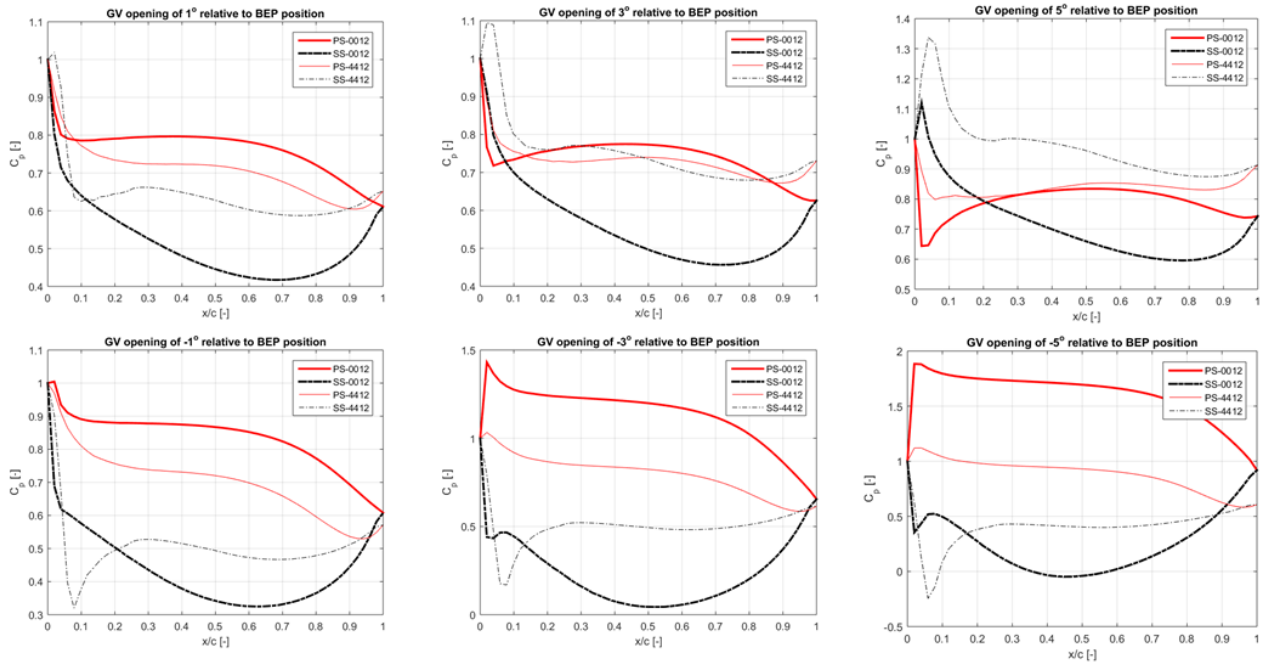 GV opening of 1° relative to BEP position
1.1
1
0.9
0.8
0.7
0.6
0.5
0.4
C_p [-]
0 0.1 0.2 0.3 0.4 0.5 0.6 0.7 0.8 0.9 1
x/c [-]
PS-0012
SS-0012
PS-4412
SS-4412
GV opening of 3° relative to BEP position
1.1
1
0.9
0.8
0.7
0.6
0.5
0.4
C_p [-]
0 0.1 0.2 0.3 0.4 0.5 0.6 0.7 0.8 0.9 1
x/c [-]
PS-0012
SS-0012
PS-4412
SS-4412
GV opening of 5° relative to BEP position
1.4
1.3
1.2
1.1
1
0.9
0.8
0.7
0.6
0.5
C_p [-]
0 0.1 0.2 0.3 0.4 0.5 0.6 0.7 0.8 0.9 1
x/c [-]
PS-0012
SS-0012
PS-4412
SS-4412
GV opening of -1° relative to BEP position
1.1
1
0.9
0.8
0.7
0.6
0.5
0.4
0.3
C_p [-]
0 0.1 0.2 0.3 0.4 0.5 0.6 0.7 0.8 0.9 1
x/c [-]
PS-0012
SS-0012
PS-4412
SS-4412
GV opening of -3° relative to BEP position
1.5
1
0.5
0
C_p [-]
0 0.1 0.2 0.3 0.4 0.5 0.6 0.7 0.8 0.9 1
x/c [-]
PS-0012
SS-0012
PS-4412
SS-4412
GV opening of -5° relative to BEP position
2
1.5
1
0.5
0
-0.5
C_p [-]
0 0.1 0.2 0.3 0.4 0.5 0.6 0.7 0.8 0.9 1
x/c [-]
PS-0012
SS-0012
PS-4412
SS-4412